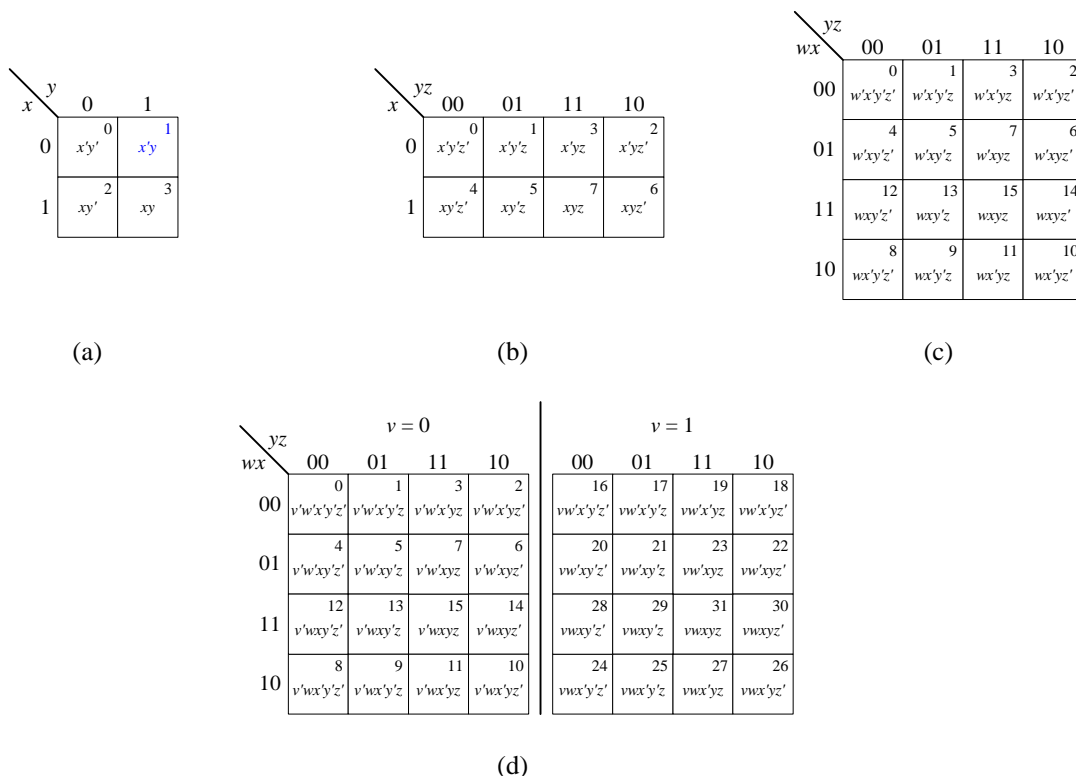 y
x 0 1
0 0 x'y' 1 x'y
1 2 xy' 3 xy
(a)
yz
x 00 01 11 10
0 0 x'y'z' 1 x'y'z 3 x'yz 2 x'yz'
1 4 xy'z' 5 xy'z 7 xyz 6 xyz'
(b)
yz
wx 00 01 11 10
00 0 w'x'y'z' 1 w'x'y'z 3 w'x'yz 2 w'x'yz'
01 4 w'xy'z' 5 w'xy'z 7 w'xyz 6 w'xyz'
11 12 wxy'z' 13 wxy'z 15 wxyz 14 wxyz'
10 8 wx'y'z' 9 wx'y'z 11 wx'yz 10 wx'yz'
(c)
v = 0 v = 1
yz
wx 00 01 11 10 00 01 11 10
00 0 v'w'x'y'z' 1 v'w'x'y'z 3 v'w'x'yz 2 v'w'x'yz' 16 vw'x'y'z' 17 vw'x'y'z 19 vw'x'yz 18 vw'x'yz'
01 4 v'w'xy'z' 5 v'w'xy'z 7 v'w'xyz 6 v'w'xyz' 20 vw'xy'z' 21 vw'xy'z 23 vw'xyz 22 vw'xyz'
11 12 v'wxy'z' 13 v'wxy'z 15 v'wxyz 14 v'wxyz' 28 vwxy'z' 29 vwxy'z 31 vwxyz 30 vwxyz'
10 8 v'wx'y'z' 9 v'wx'y'z 11 v'wx'yz 10 v'wx'yz' 24 vwx'y'z' 25 vwx'y'z 27 vwx'yz 26 vwx'yz'
(d)